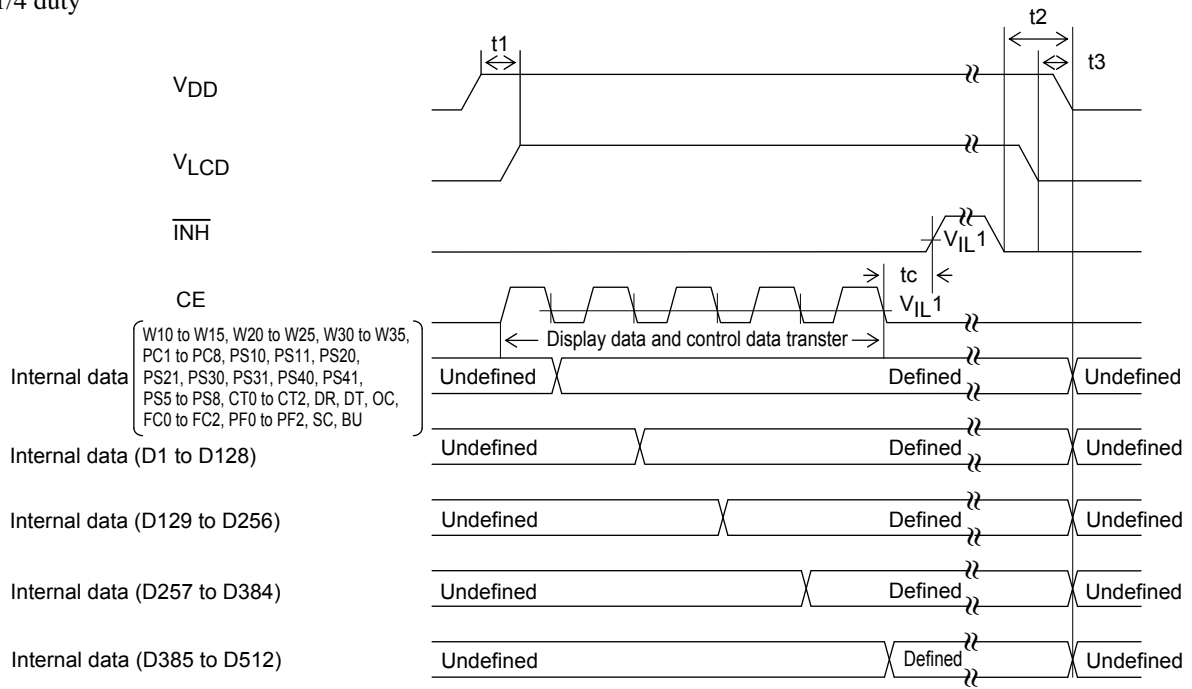 1/4 duty
t2
t1
t3
VDD
VLCD
INH
VIL1
tc
CE
VIL1
Display data and control data transter
Internal data
W10 to W15, W20 to W25, W30 to W35,
PC1 to PC8, PS10, PS11, PS20,
PS21, PS30, PS31, PS40, PS41,
PS5 to PS8, CT0 to CT2, DR, DT, OC,
FC0 to FC2, PF0 to PF2, SC, BU
Undefined Defined Undefined
Internal data (D1 to D128) Undefined Defined Undefined
Internal data (D129 to D256) Undefined Defined Undefined
Internal data (D257 to D384) Undefined Defined Undefined
Internal data (D385 to D512) Undefined Defined Undefined